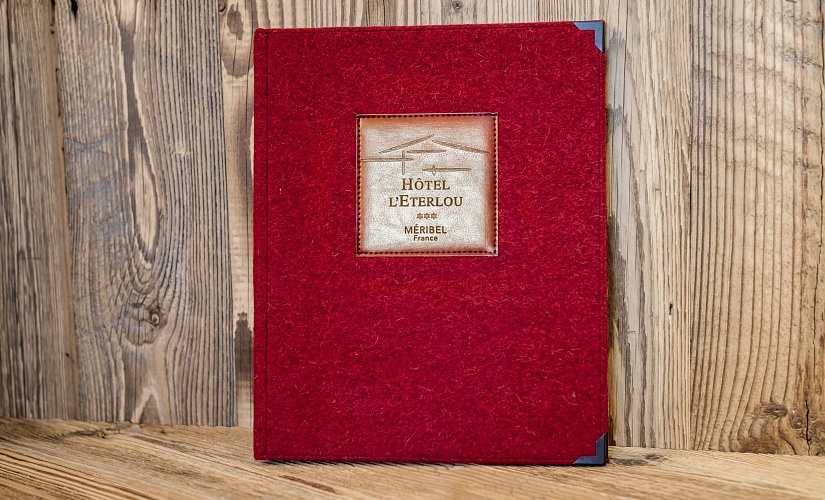 HÔTEL
L'ETERLOU
***
MÉRIBEL
France